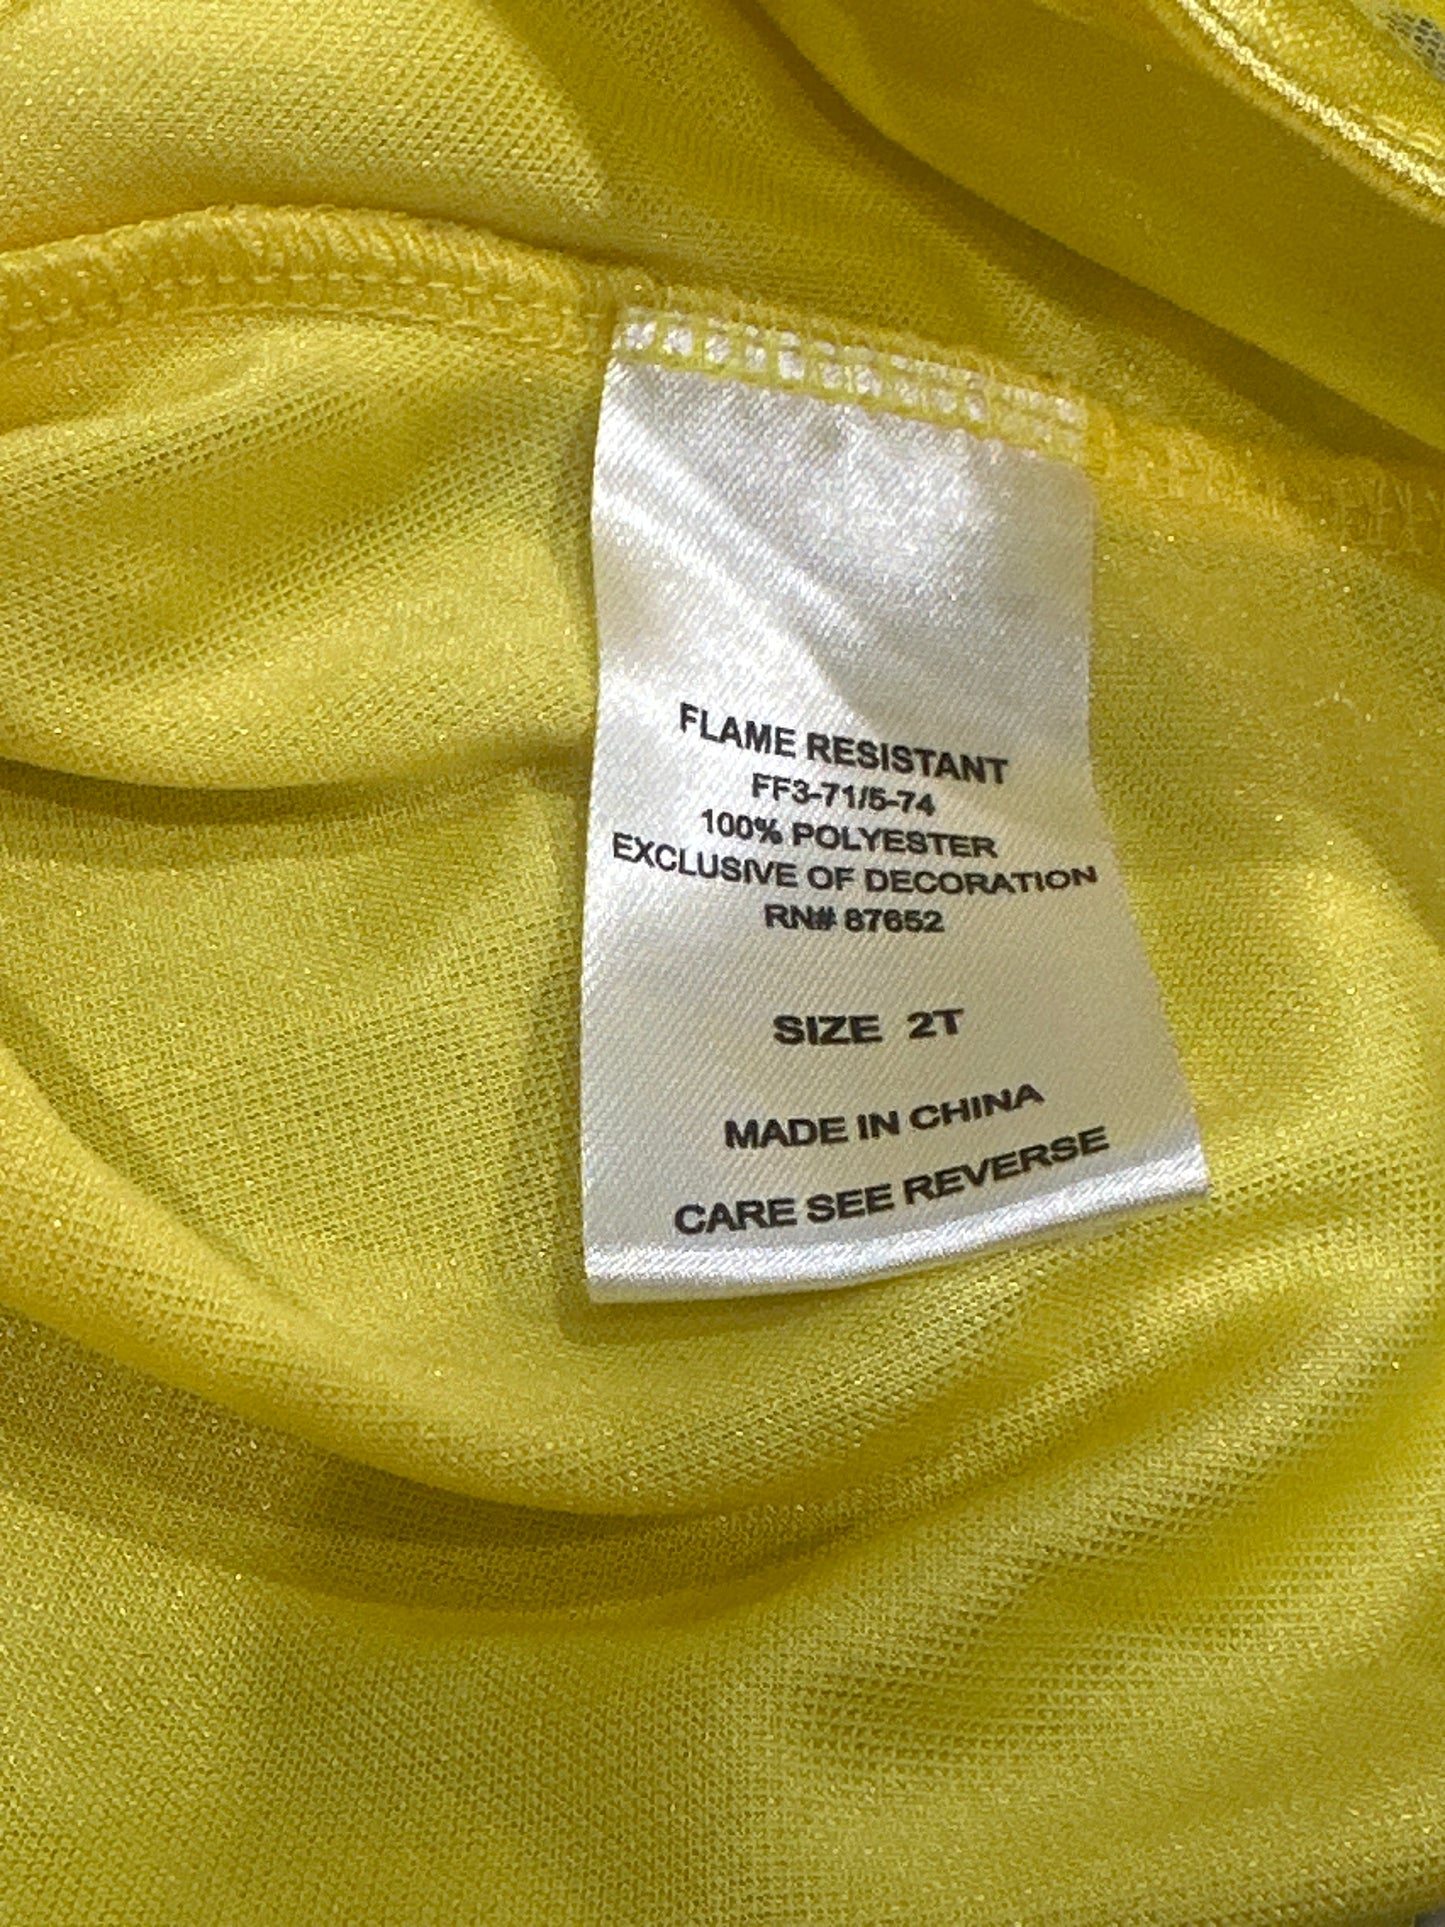 FLAME RESISTANT
FF3-71/5-74
100% POLYESTER
EXCLUSIVE OF DECORATION
RN# 87652
SIZE 2T
MADE IN CHINA
CARE SEE REVERSE